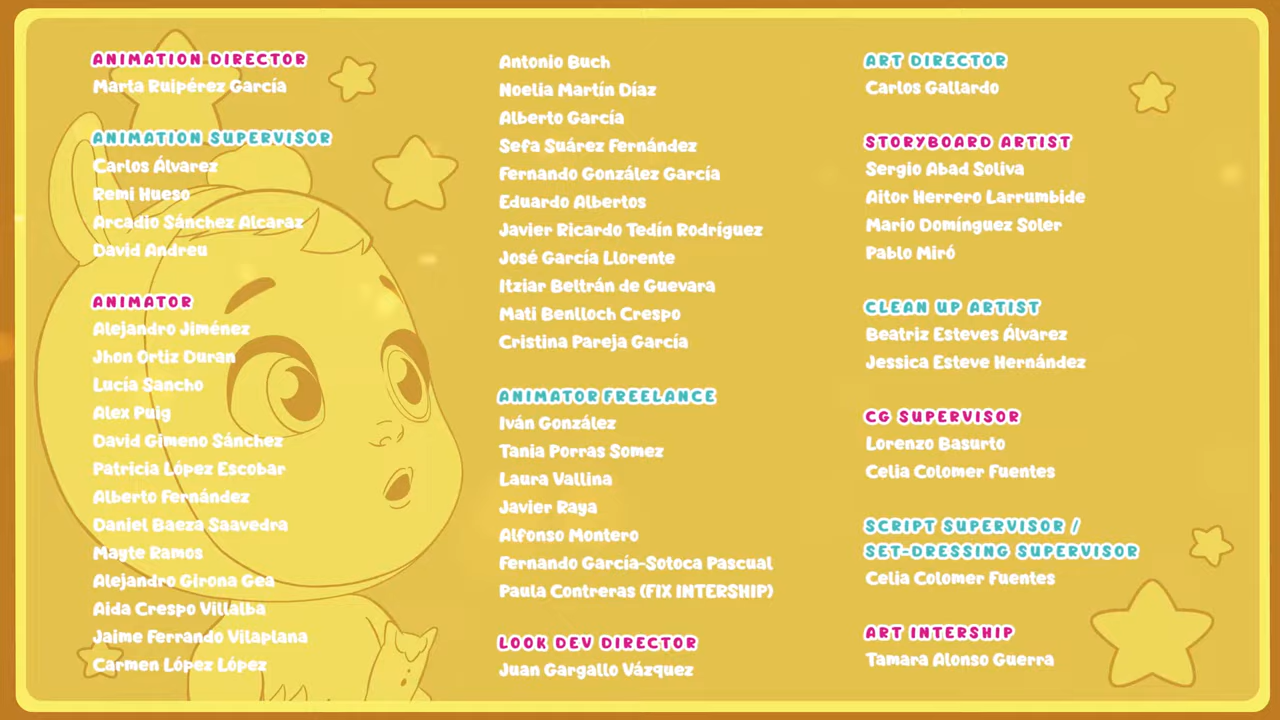 ANIMATION DIRECTOR
Marta Ruipérez García
ANIMATION SUPERVISOR
Carlos Álvarez
Remi Hueso
Arcadio Sánchez Alcaraz
David Andreu
ANIMATOR
Alejandro Jiménez
Jhon Ortiz Duran
Lucía Sancho
Alex Puig
David Gimeno Sánchez
Patricia López Escobar
Alberto Fernández
Daniel Baeza Saavedra
Mayte Ramos
Alejandro Girona Gea
Aida Crespo Villalba
Jaime Ferrando Vilaplana
Carmen López López
Antonio Buch
Noelia Martín Díaz
Alberto García
Sefa Suárez Fernández
Fernando González García
Eduardo Albertos
Javier Ricardo Tedín Rodríguez
José García Llorente
Itziar Beltrán de Guevara
Mati Benlloch Crespo
Cristina Pareja García
ANIMATOR FREELANCE
Iván González
Tania Porras Somez
Laura Vallina
Javier Raya
Alfonso Montero
Fernando García-Sotoca Pascual
Paula Contreras (FIX INTERSHIP)
LOOK DEV DIRECTOR
Juan Gargallo Vázquez
ART DIRECTOR
Carlos Gallardo
STORYBOARD ARTIST
Sergio Abad Soliva
Aitor Herrero Larrumbide
Mario Domínguez Soler
Pablo Miró
CLEAN UP ARTIST
Beatriz Esteves Álvarez
Jessica Esteve Hernández
CG SUPERVISOR
Lorenzo Basurto
Celia Colomer Fuentes
SCRIPT SUPERVISOR /
SET-DRESSING SUPERVISOR
Celia Colomer Fuentes
ART INTERSHIP
Tamara Alonso Guerra